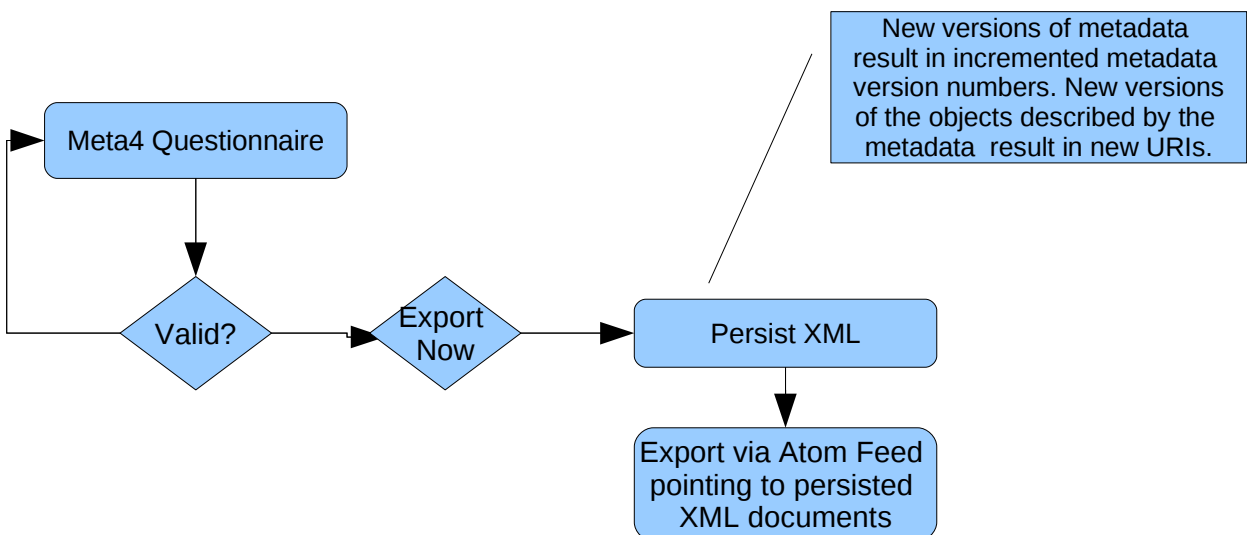 New versions of metadata
result in incremented metadata
version numbers. New versions
of the objects described by the
metadata result in new URIs.
Meta4 Questionnaire
Valid?
Export
Now
Persist XML
Export via Atom Feed
pointing to persisted
XML documents